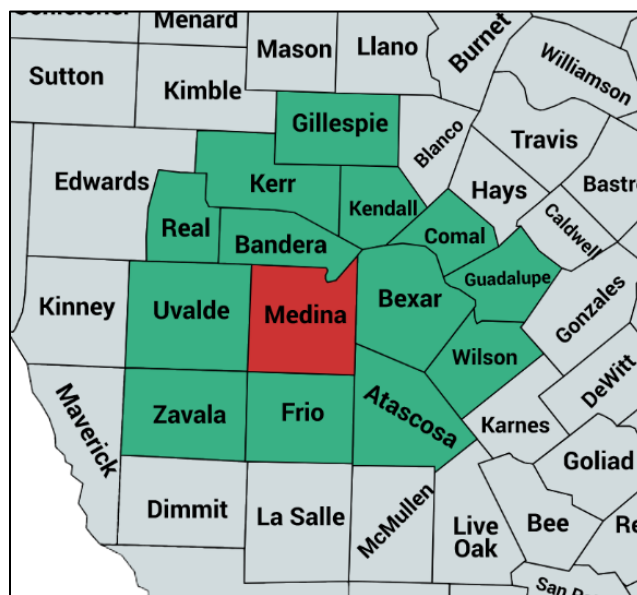 Menard
Mason
Llano
Burnet
Williamson
Sutton
Kimble
Gillespie
Blanco
Travis
Edwards
Kerr
Kendall
Hays
Bastr
Real
Bandera
Comal
Caldwell
Kinney
Uvalde
Medina
Bexar
Guadalupe
Gonzales
Maverick
Zavala
Frio
Atascosa
Wilson
DeWitt
Karnes
Goliad
Dimmit
La Salle
McMullen
Live
Oak
Bee
Re